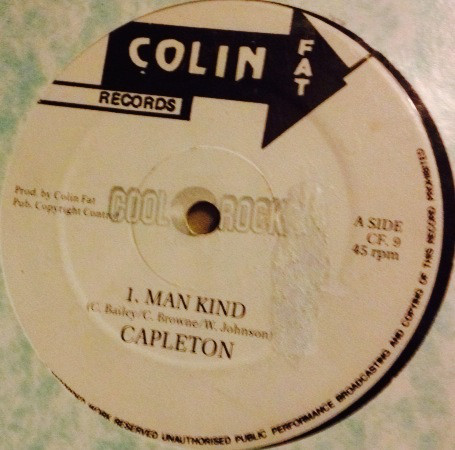 COLIN
FAT
RECORDS
Prod. by Colin Fat
Pub. Copyright Contr
COOL ROCK
A SIDE
CF. 9
45 rpm
1. MAN KIND
(C. Bailey/C. Browne/W. Johnson)
CAPLETON
WORK RESERVED UNAUTHORISED PUBLIC PERFORMANCE BROADCASTING AND COPYING OF THIS RECORD PROHIBITED